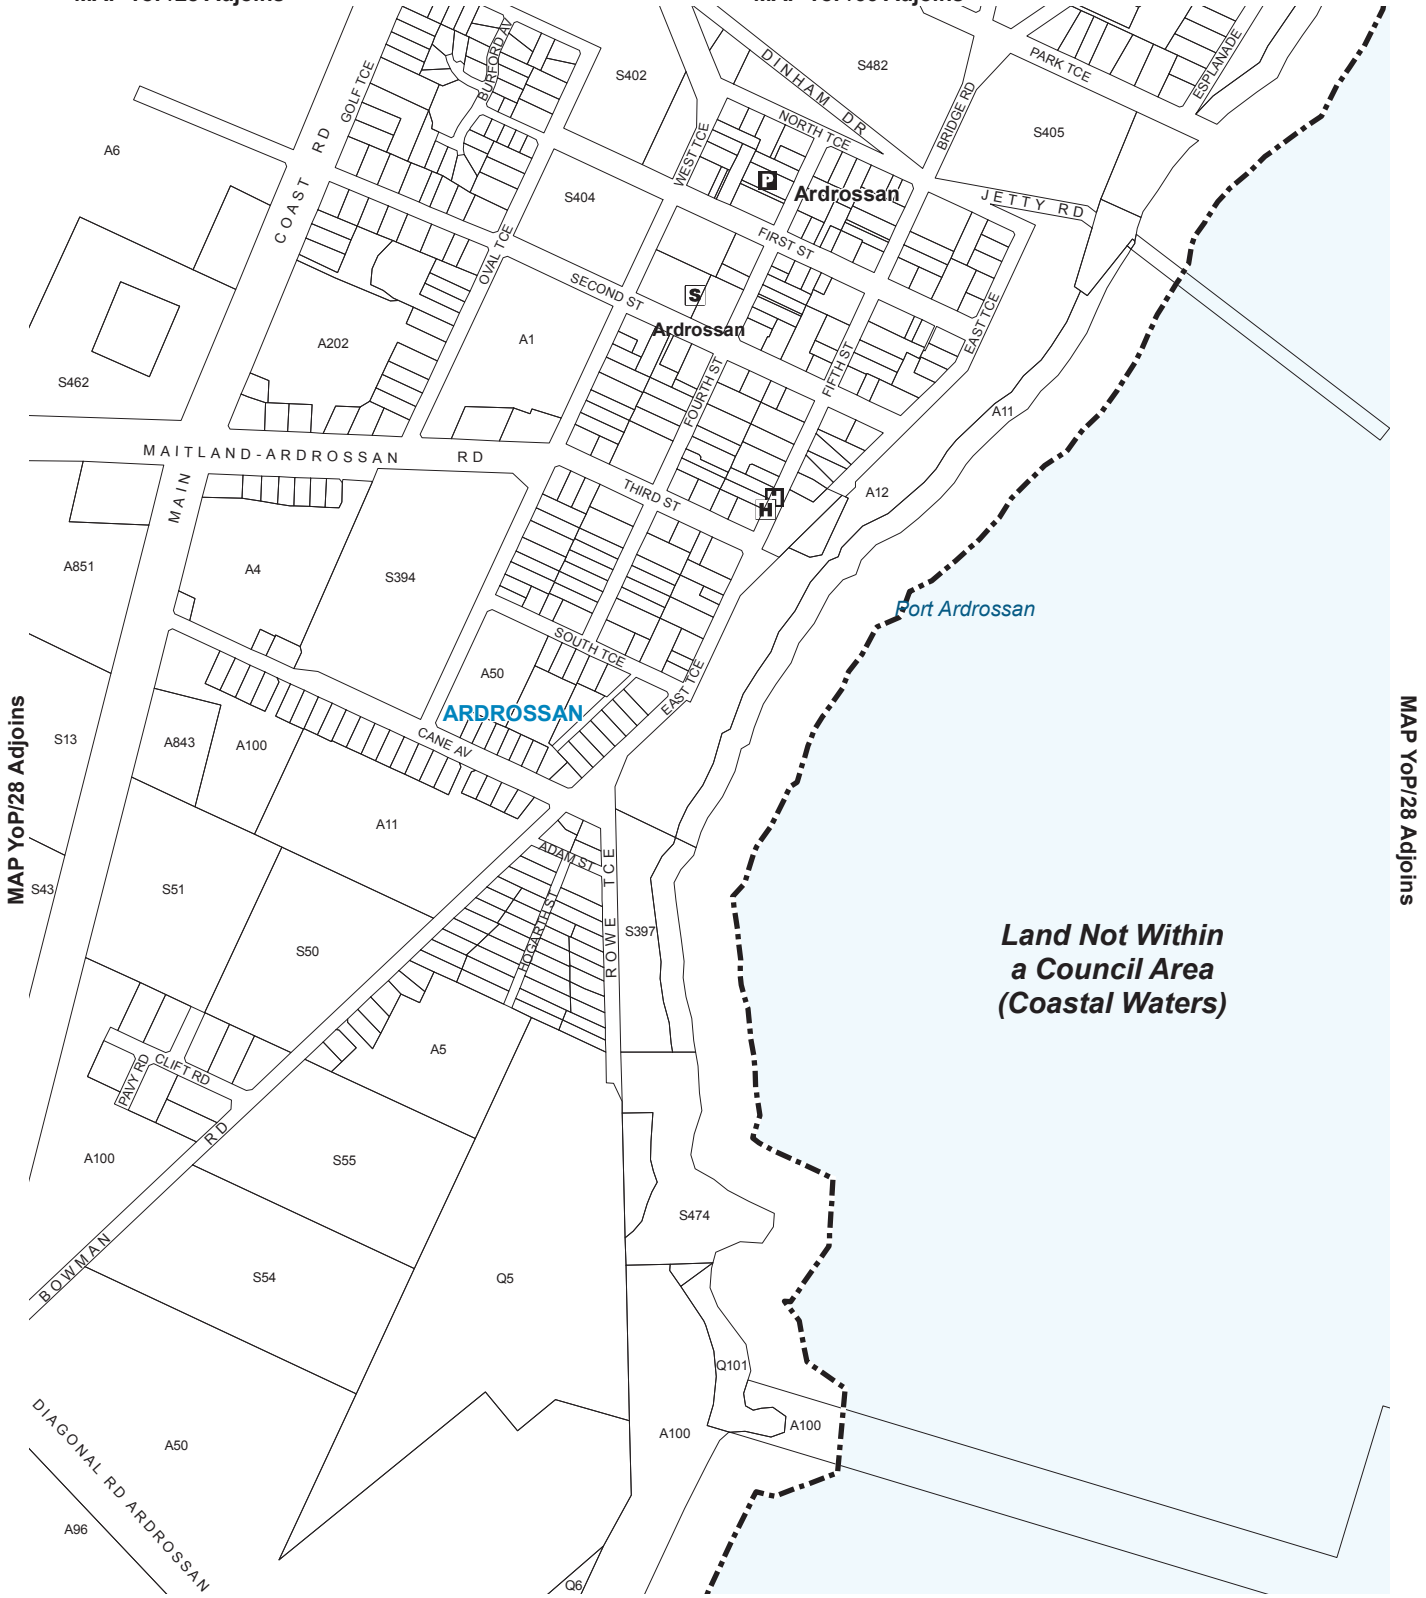 GOLF TCE
BURFORD AV
S402
DINHAM DR
S482
PARK TCE
ESPLANADE
A6
COAST RD
WEST TCE
NORTH TCE
BRIDGE RD
S405
P
Ardrossan
S404
JETTY RD
OVAL TCE
FIRST ST
SECOND ST
S
Ardrossan
EAST TCE
A202
A1
S462
FOURTH ST
FIFTH ST
A11
MAITLAND-ARDROSSAN RD
MAIN
THIRD ST
H
A12
A851
A4
S394
Port Ardrossan
SOUTH TCE
A50
EAST TCE
ARDROSSAN
MAP YoP/28 Adjoins
MAP YoP/28 Adjoins
S13
A843
A100
CANE AV
A11
ADAM ST
ROWE TCE
S43
S51
S50
HOGARTH ST
S397
Land Not Within
a Council Area
(Coastal Waters)
A5
PAVY RD
CLIFT RD
BOWMAN RD
A100
S55
S474
S54
Q5
Q101
A100
A100
DIAGONAL RD ARDROSSAN
A50
A96
Q6